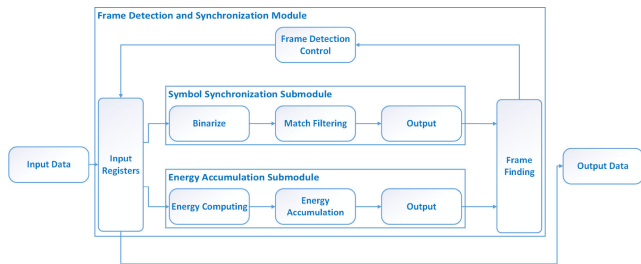 Frame Detection and Synchronization Module
Frame Detection
Control
Symbol Synchronization Submodule
Binarize
Match Filtering
Output
Input Data
Input
Registers
Frame
Finding
Output Data
Energy Accumulation Submodule
Energy Computing
Energy
Accumulation
Output